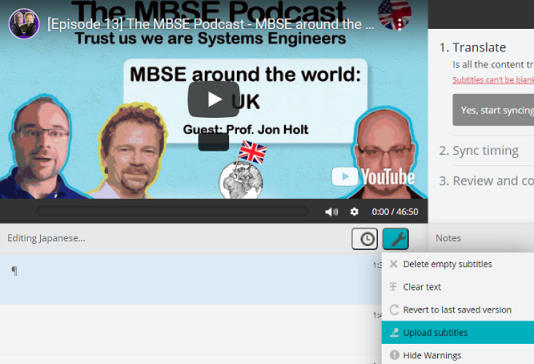 [Episode 13] The MBSE Podcast - MBSE around the ...
The MBSE Podcast
Trust us we are Systems Engineers
MBSE around the world:
UK
Guest: Prof. Jon Holt
YouTube
0:00 / 46:50
Editing Japanese...
¶
1. Translate
Is all the content tr
Subtitles can't be blank
Yes, start syncing
2. Sync timing
3. Review and co
Notes
Delete empty subtitles
Clear text
Revert to last saved version
Upload subtitles
Hide Warnings